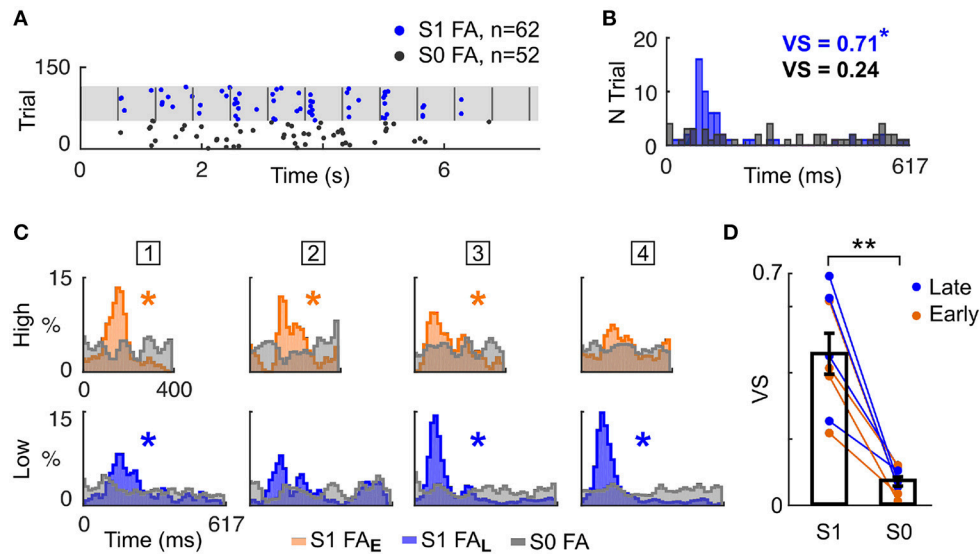 A
S1 FA, n=62
S0 FA, n=52
150
Trial
0
0 2 4 6
Time (s)
B
VS = 0.71*
VS = 0.24
20
N Trial
10
0
0 617
Time (ms)
C
1 2 3 4
15
High
%
0
0 400
* * *
15
Low
%
0
* * *
0 617
Time (ms)
S1 FAE S1 FAL S0 FA
D
**
0.7
Late
Early
VS
0
S1 S0